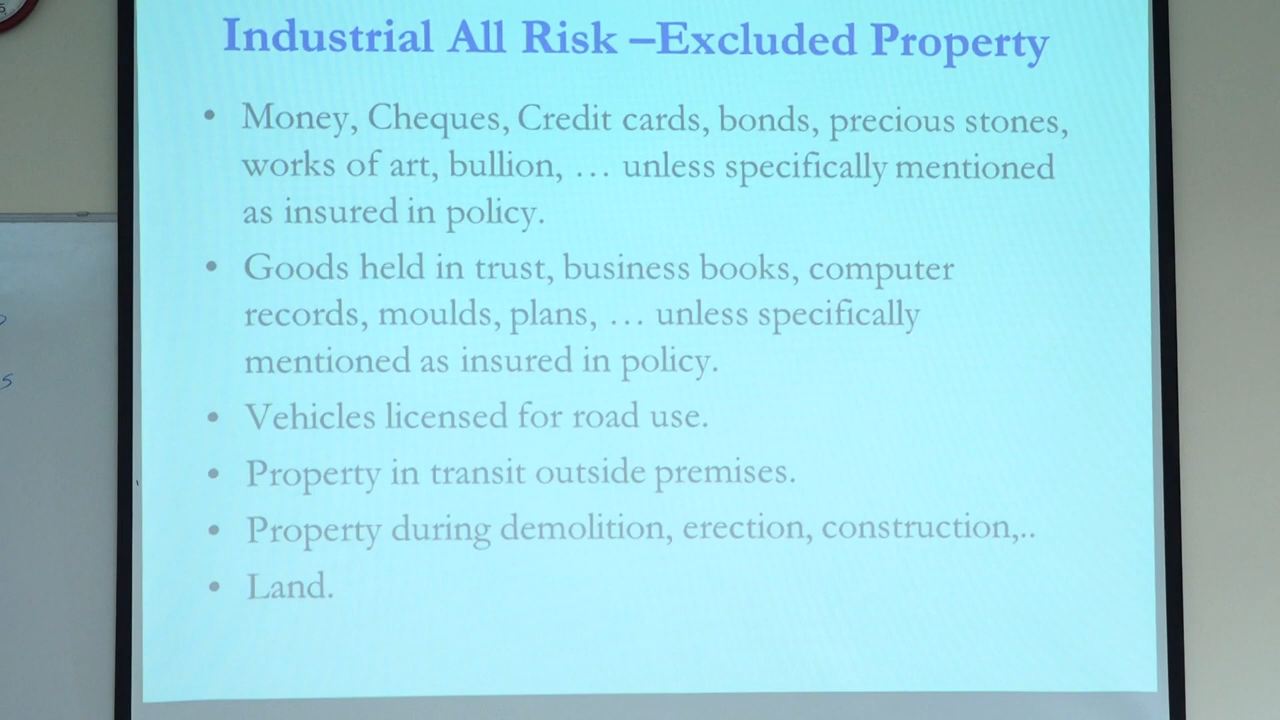 Industrial All Risk –Excluded Property
• Money, Cheques, Credit cards, bonds, precious stones,
works of art, bullion, … unless specifically mentioned
as insured in policy.
• Goods held in trust, business books, computer
records, moulds, plans, … unless specifically
mentioned as insured in policy.
• Vehicles licensed for road use.
• Property in transit outside premises.
• Property during demolition, erection, construction,..
• Land.
5